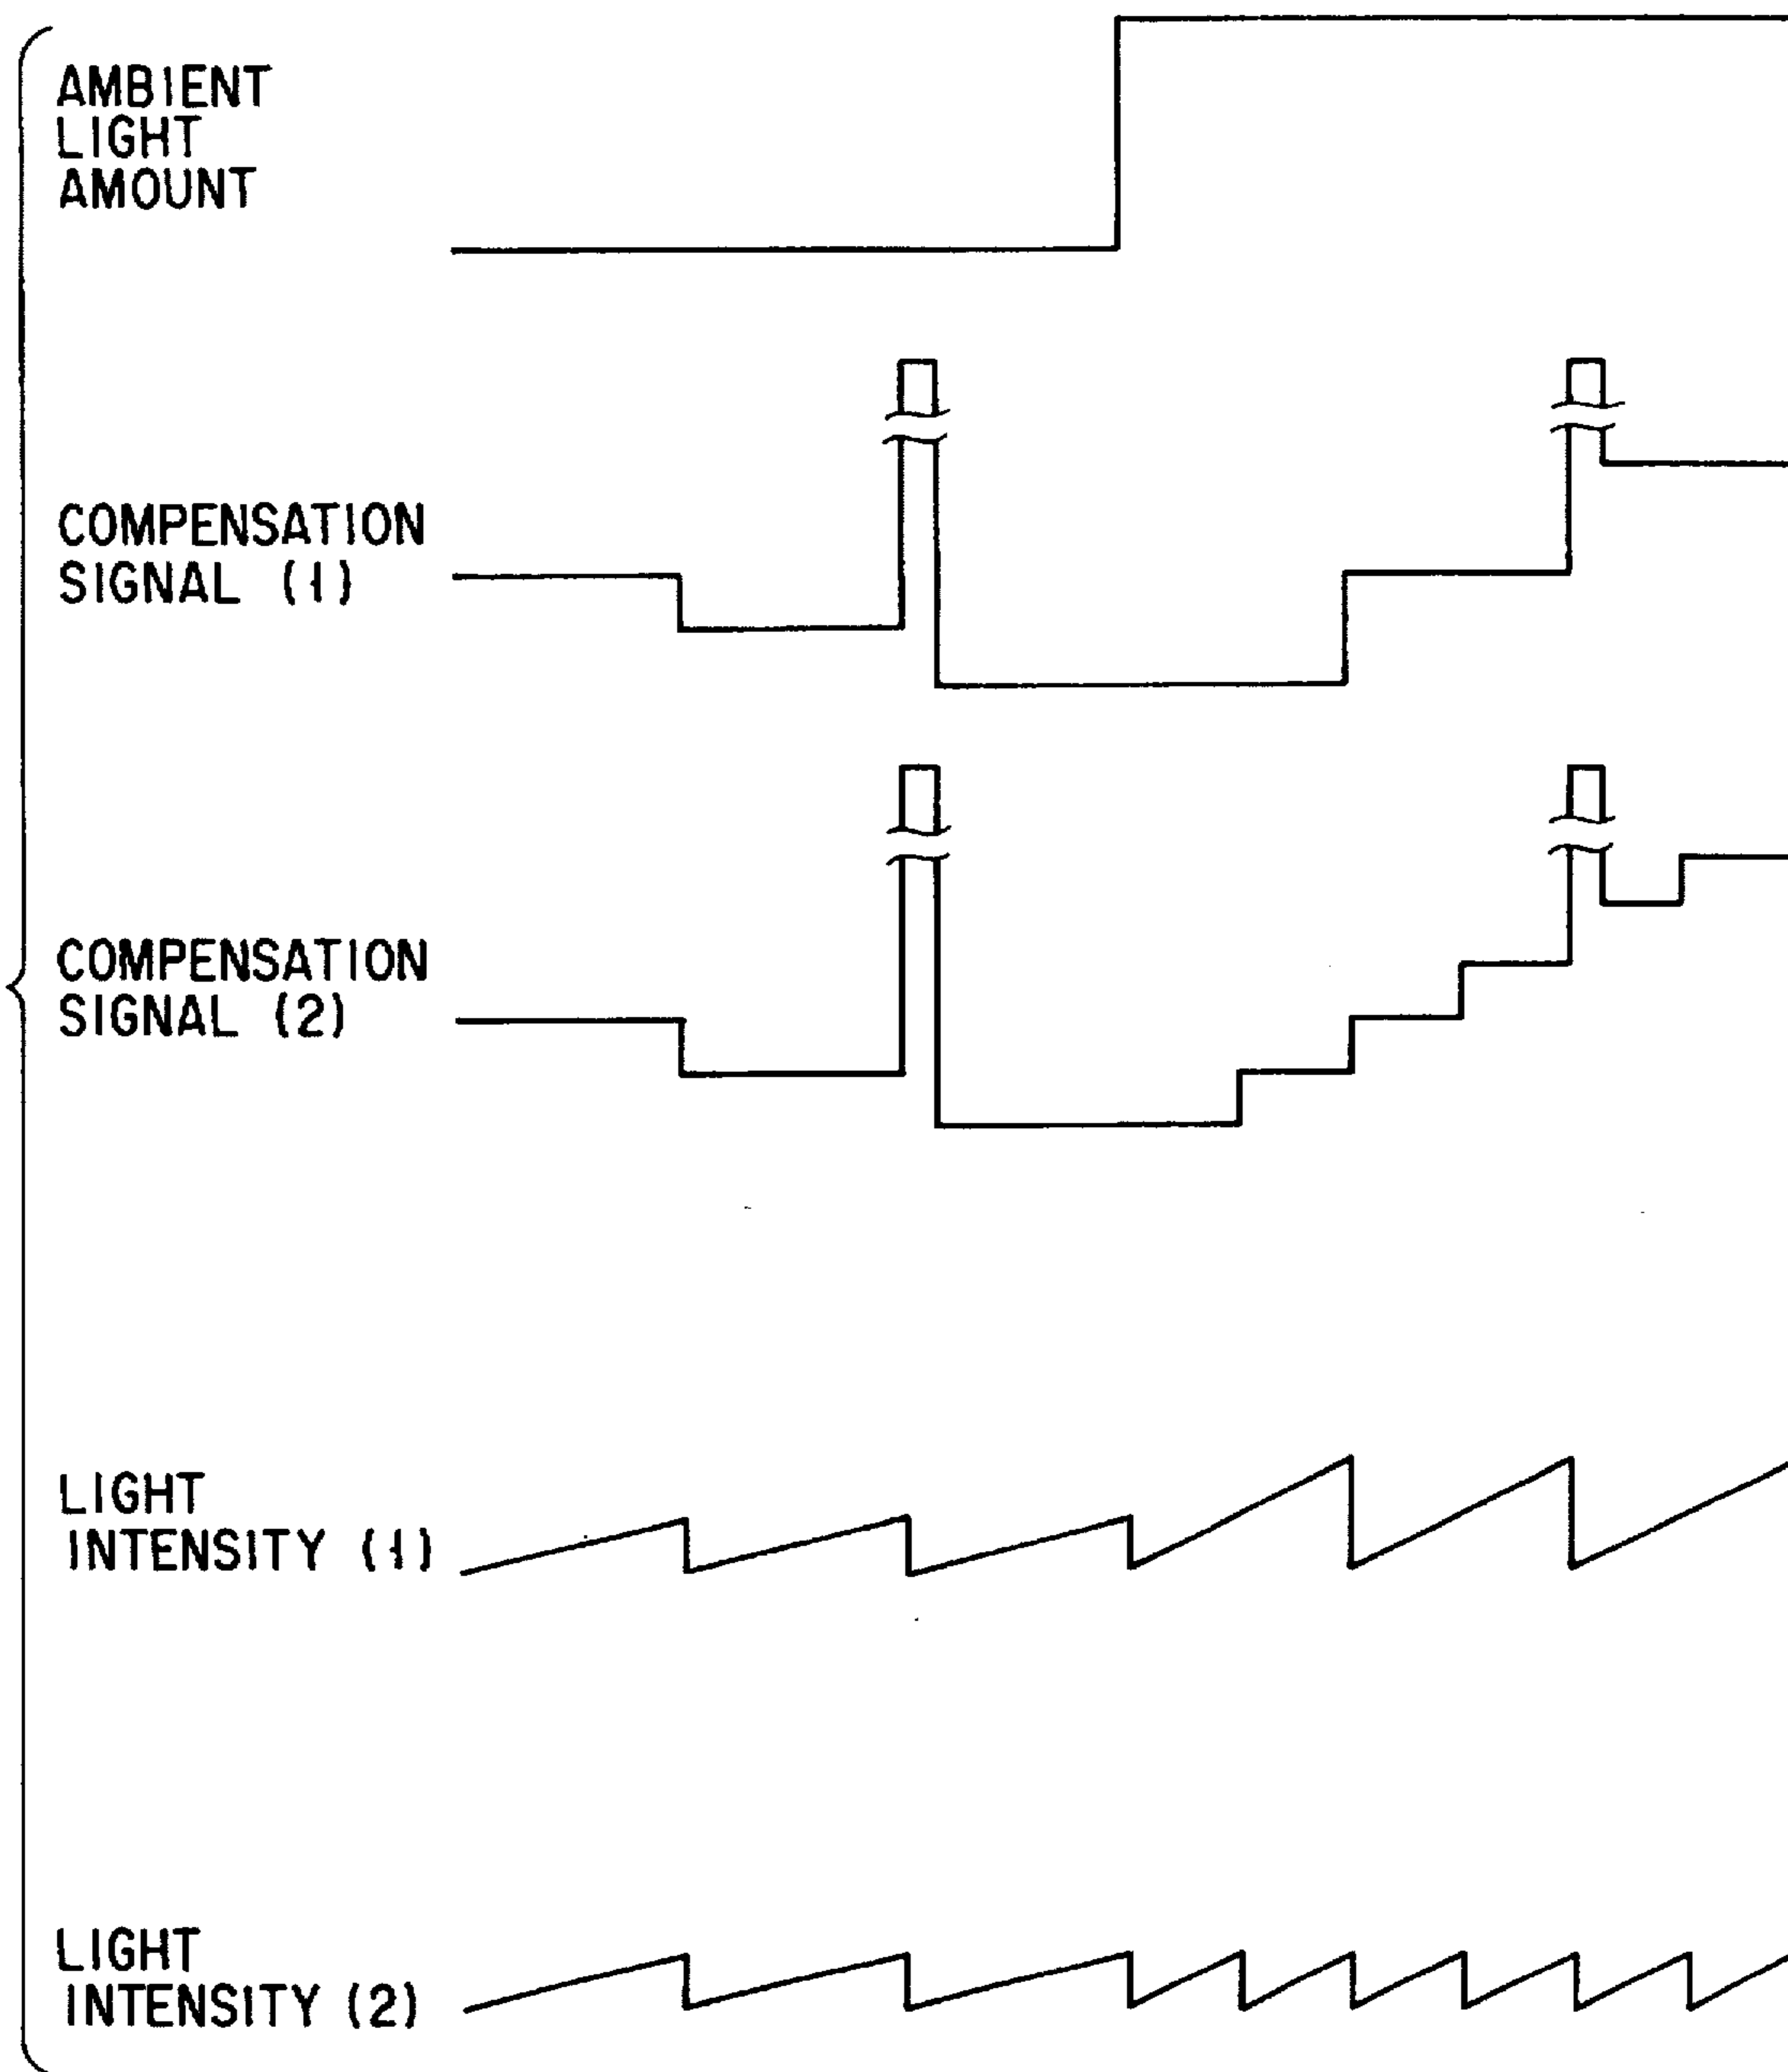 AMBIENT
LIGHT
AMOUNT
COMPENSATION
SIGNAL (1)
COMPENSATION
SIGNAL (2)
LIGHT
INTENSITY (1)
LIGHT
INTENSITY (2)